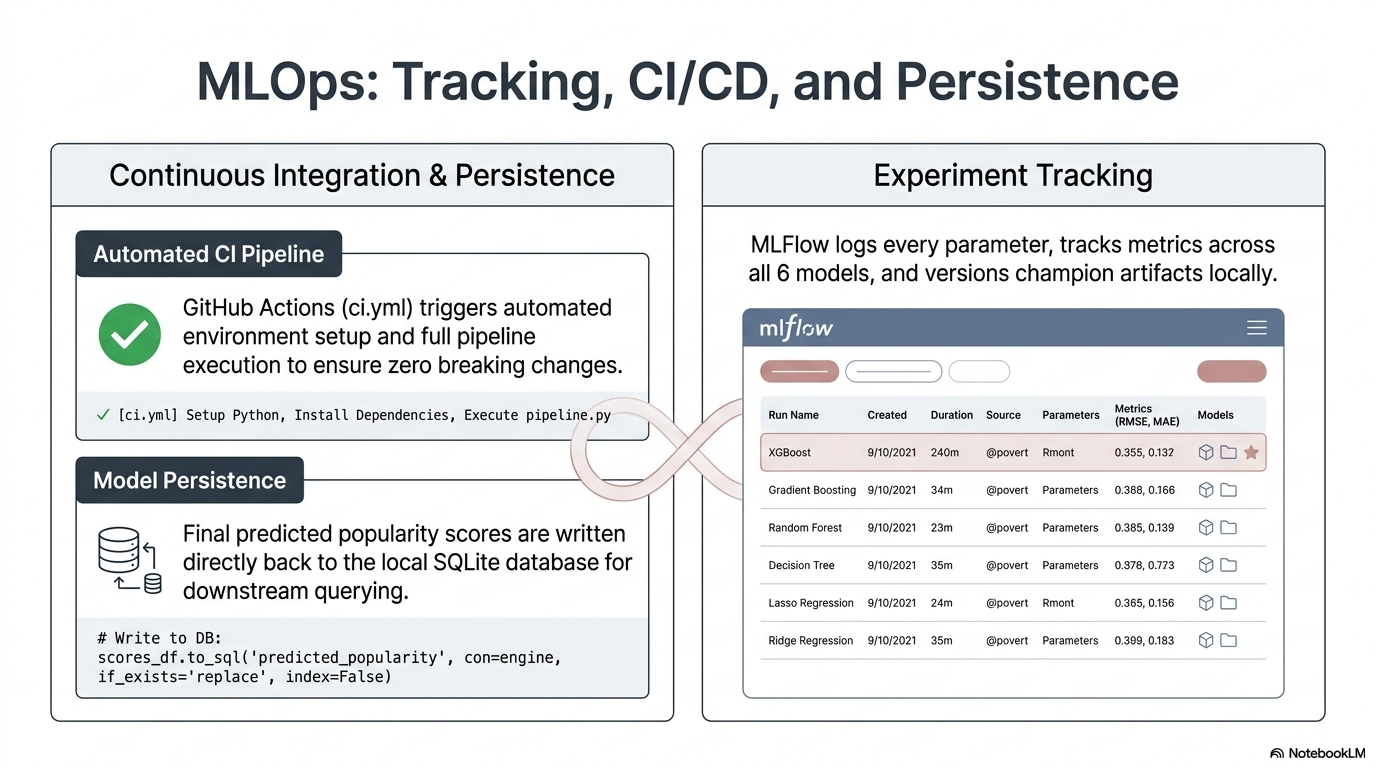 MLOps: Tracking, CI/CD, and Persistence
Continuous Integration & Persistence
Automated CI Pipeline
GitHub Actions (ci.yml) triggers automated
environment setup and full pipeline
execution to ensure zero breaking changes.
[ci.yml] Setup Python, Install Dependencies, Execute pipeline.py
Model Persistence
Final predicted popularity scores are written
directly back to the local SQLite database for
downstream querying.
# Write to DB:
scores_df.to_sql('predicted_popularity', con=engine,
if_exists='replace', index=False)
Experiment Tracking
MLFlow logs every parameter, tracks metrics across
all 6 models, and versions champion artifacts locally.
mlflow
Run Name Created Duration Source Parameters Metrics (RMSE, MAE) Models
XGBoost 9/10/2021 240m @povert Rmont 0.355, 0.132
Gradient Boosting 9/10/2021 34m @povert Parameters 0.388, 0.166
Random Forest 9/10/2021 23m @povert Parameters 0.385, 0.139
Decision Tree 9/10/2021 35m @povert Parameters 0.378, 0.773
Lasso Regression 9/10/2021 24m @povert Rmont 0.365, 0.156
Ridge Regression 9/10/2021 35m @povert Parameters 0.399, 0.183
NotebookLM